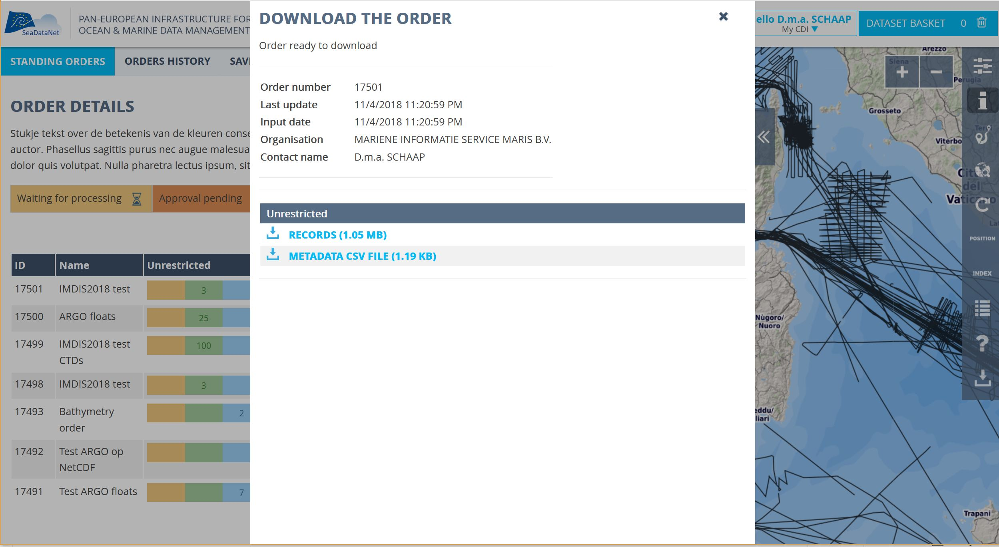 SeaDataNet
PAN-EUROPEAN INFRASTRUCTURE FOR
OCEAN & MARINE DATA MANAGEMENT
ello D.m.a. SCHAAP
My CDI
DATASET BASKET 0
STANDING ORDERS ORDERS HISTORY
ORDER DETAILS
Stukje tekst over de betekenis van de kleuren conse
auctor. Phasellus sagittis purus nec augue malesua
dolor quis volutpat. Nulla pharetra lectus ipsum, sit
Waiting for processing Approval pending
ID Name Unrestricted
17501 IMDIS2018 test 3
17500 ARGO floats 25
17499 IMDIS2018 test 100
CTDs
17498 IMDIS2018 test 3
17493 Bathymetry 2
order
17492 Test ARGO op
NetCDF
17491 Test ARGO floats 7
DOWNLOAD THE ORDER
Order ready to download
Order number 17501
Last update 11/4/2018 11:20:59 PM
Input date 11/4/2018 11:20:59 PM
Organisation MARIENE INFORMATIE SERVICE MARIS B.V.
Contact name D.m.a. SCHAAP
Unrestricted
RECORDS (1.05 MB)
METADATA CSV FILE (1.19 KB)
Arezzo
Siena
+ −
Perugia
Grosseto
Terni
Viterbo
Città
del
Vaticano
POSITION
INDEX
Nùgoro/
Nuoro
eddu/
liari
Trapani